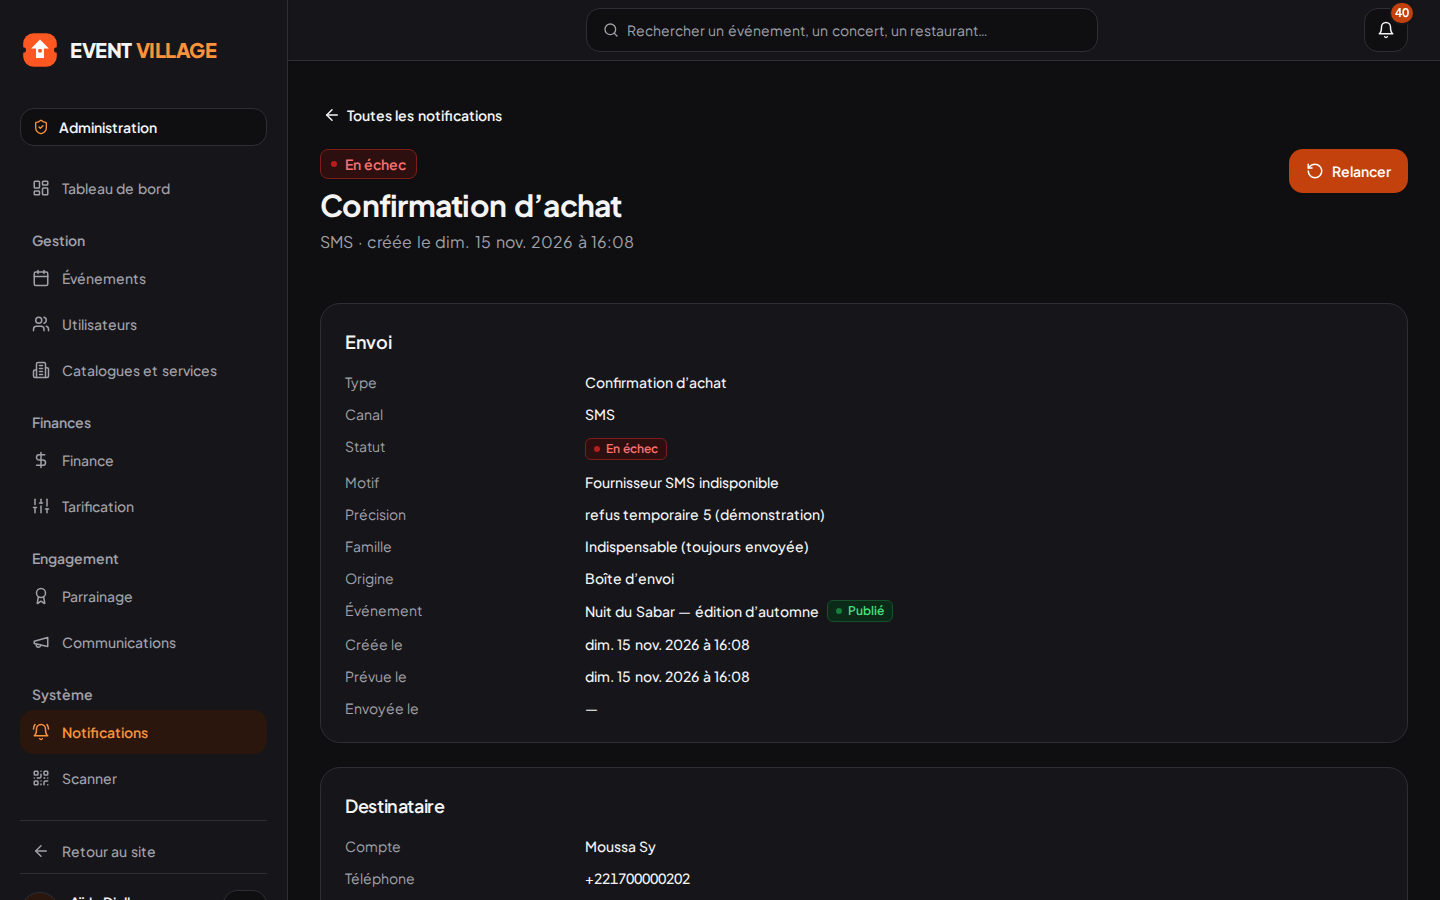 EVENT VILLAGE
Rechercher un événement, un concert, un restaurant…
40
Administration
Tableau de bord
Gestion
Événements
Utilisateurs
Catalogues et services
Finances
Finance
Tarification
Engagement
Parrainage
Communications
Système
Notifications
Scanner
Retour au site
Toutes les notifications
En échec
Relancer
Confirmation d’achat
SMS · créée le dim. 15 nov. 2026 à 16:08
Envoi
Type Confirmation d’achat
Canal SMS
Statut En échec
Motif Fournisseur SMS indisponible
Précision refus temporaire 5 (démonstration)
Famille Indispensable (toujours envoyée)
Origine Boîte d’envoi
Événement Nuit du Sabar — édition d’automne Publié
Créée le dim. 15 nov. 2026 à 16:08
Prévue le dim. 15 nov. 2026 à 16:08
Envoyée le —
Destinataire
Compte Moussa Sy
Téléphone +221700000202